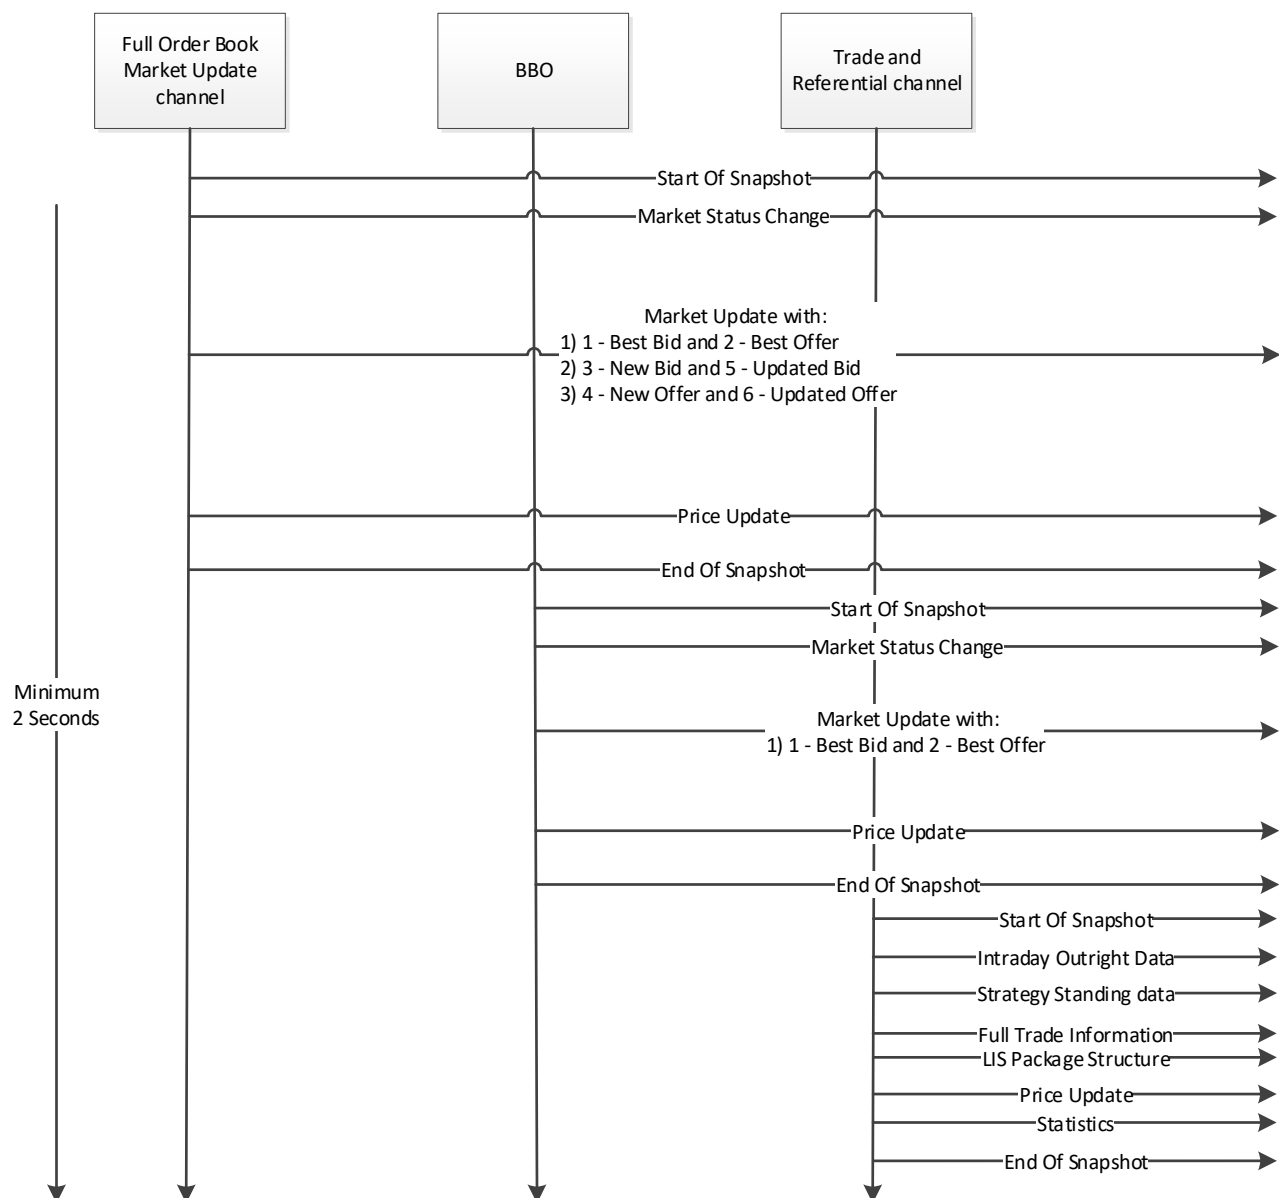 Full Order Book
Market Update
channel
BBO
Trade and
Referential channel
Start Of Snapshot
Market Status Change
Market Update with:
1) 1 - Best Bid and 2 - Best Offer
2) 3 - New Bid and 5 - Updated Bid
3) 4 - New Offer and 6 - Updated Offer
Price Update
End Of Snapshot
Start Of Snapshot
Market Status Change
Minimum
2 Seconds
Market Update with:
1) 1 - Best Bid and 2 - Best Offer
Price Update
End Of Snapshot
Start Of Snapshot
Intraday Outright Data
Strategy Standing data
Full Trade Information
LIS Package Structure
Price Update
Statistics
End Of Snapshot